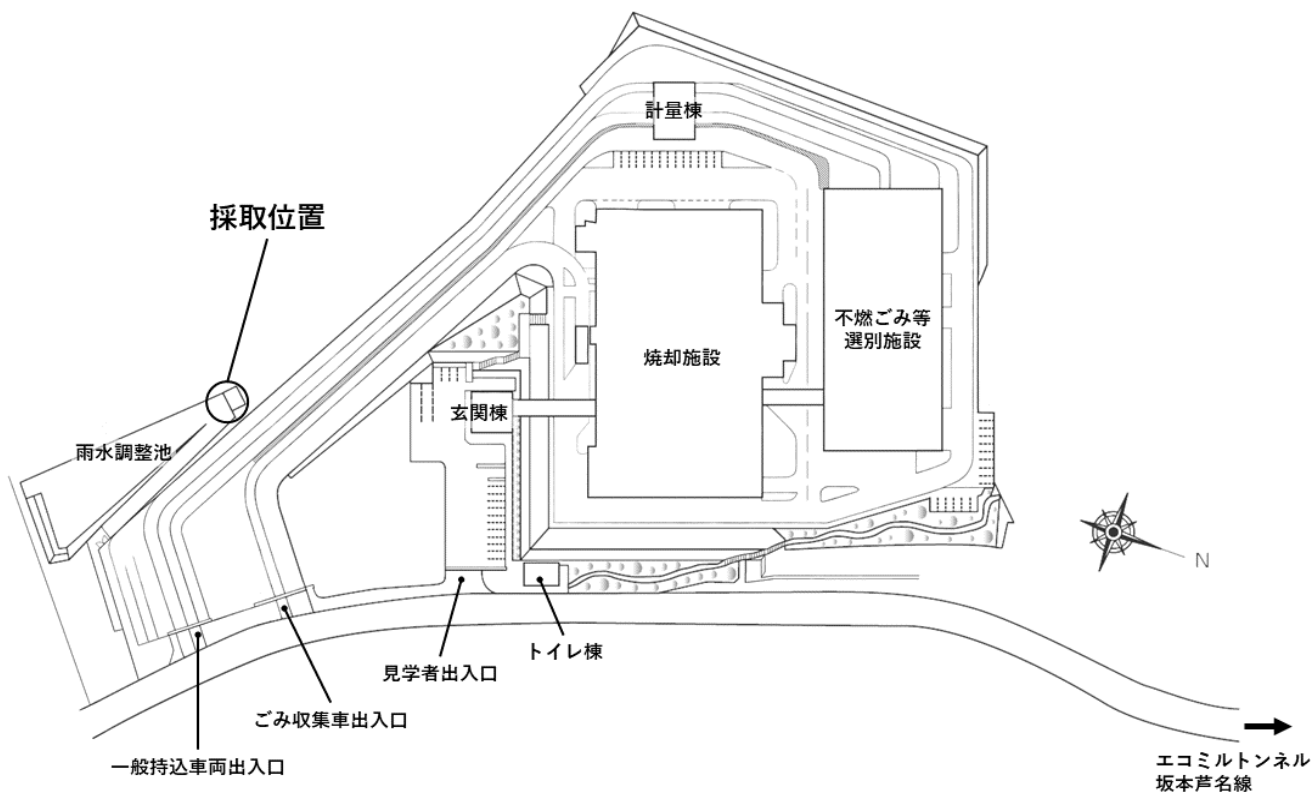 計量棟
採取位置
不燃ごみ等
選別施設
焼却施設
玄関棟
雨水調整池
N
トイレ棟
見学者出入口
ごみ収集車出入口
一般持込車両出入口
エコミルトンネル
坂本芦名線